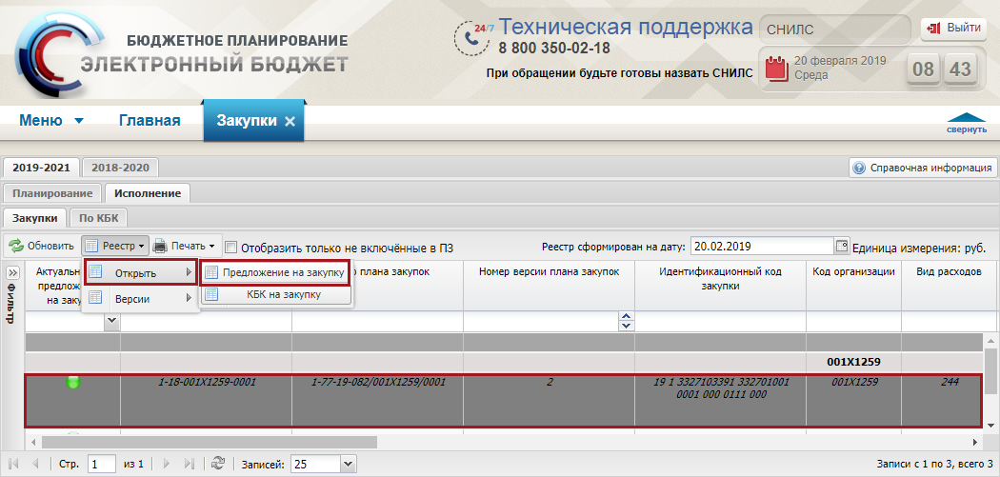 БЮДЖЕТНОЕ ПЛАНИРОВАНИЕ
ЭЛЕКТРОННЫЙ БЮДЖЕТ
24/7
Техническая поддержка
8 800 350-02-18
При обращении будьте готовы назвать СНИЛС
СНИЛС
Выйти
20 февраля 2019
Среда
08 43
Меню Главная Закупки
свернуть
2019-2021 2018-2020
Справочная информация
Планирование Исполнение
Закупки По КБК
Обновить Реестр Печать Отобразить только не включённые в ПЗ Реестр сформирован на дату: 20.02.2019 Единица измерения: руб.
Открыть Предложение на закупку
Версии КБК на закупку
Фильтр
Актуальн
предлож
на заку
о плана закупок
Номер версии плана закупок
Идентификационный код
закупки
Код организации
Вид расходов
001X1259
1-18-001X1259-0001 1-77-19-082/001X1259/0001 2 19 1 3327103391 332701001 001X1259 244
0001 000 0111 000
Стр. 1 из 1 Записей: 25 Записи с 1 по 3, всего 3